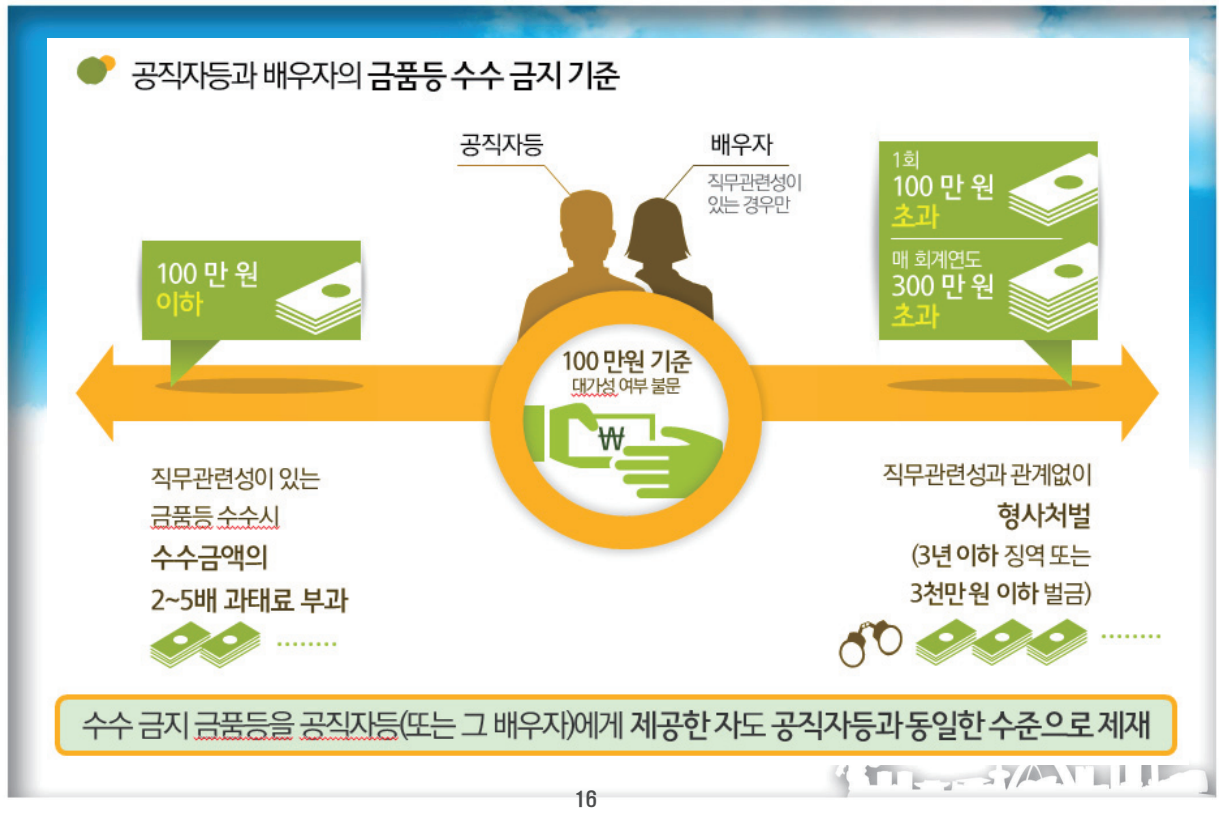 공직자등과 배우자의 금품등 수수 금지 기준
공직자등
배우자
직무관련성이
있는 경우만
100 만 원
이하
1회
100 만 원
초과
매 회계연도
300 만 원
초과
100 만원 기준
대가성 여부 불문
₩
직무관련성이 있는
금품등 수수시
수수금액의
2~5배 과태료 부과
직무관련성과 관계없이
형사처벌
(3년 이하 징역 또는
3천만원 이하 벌금)
수수 금지 금품등을 공직자등(또는 그 배우자)에게 제공한 자도 공직자등과 동일한 수준으로 제재
16